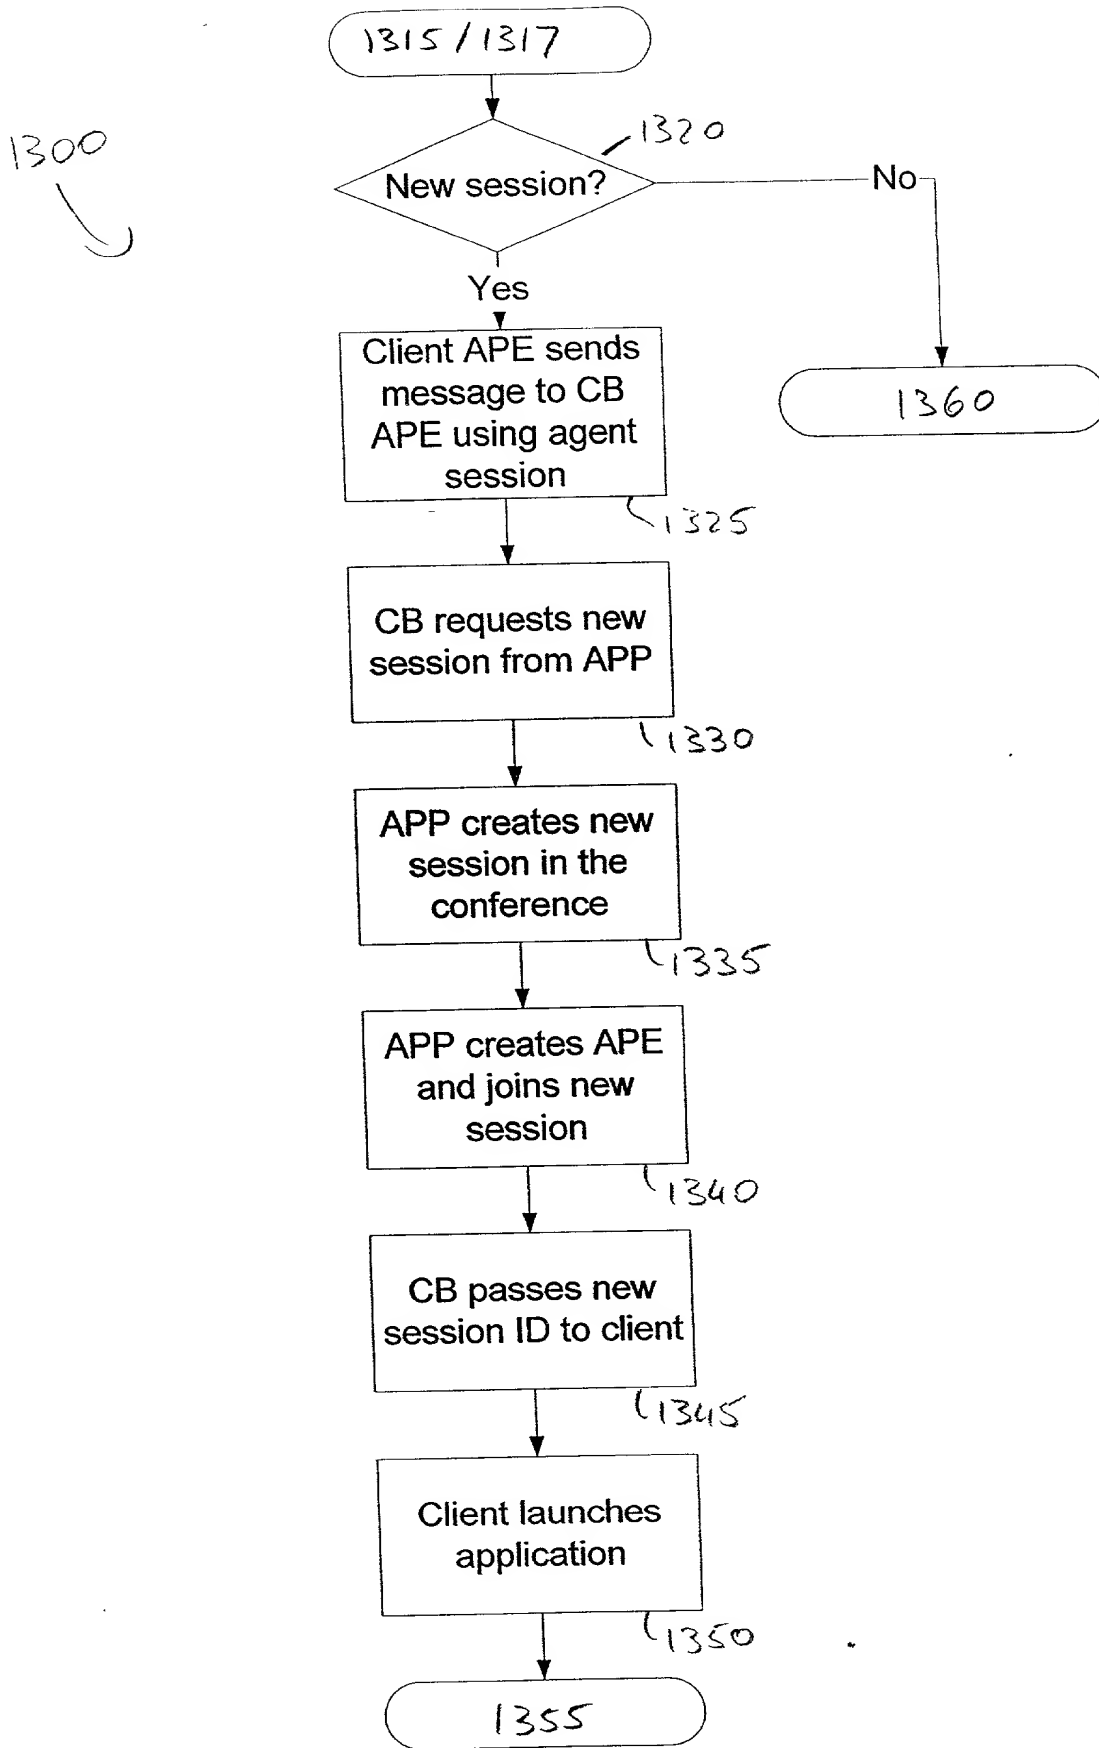 1315 / 1317
1300
1320
New session?
No
Yes
Client APE sends
message to CB
APE using agent
session
1360
1325
CB requests new
session from APP
1330
APP creates new
session in the
conference
1335
APP creates APE
and joins new
session
1340
CB passes new
session ID to client
1345
Client launches
application
1350
1355